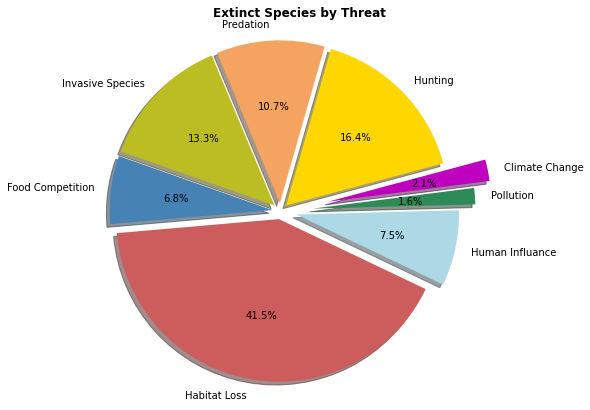 Extinct Species by Threat
Predation
Invasive Species
Hunting
10.7%
13.3%
16.4%
Climate Change
2.1%
Food Competition
Pollution
6.8%
1.6%
7.5%
Human Influance
41.5%
Habitat Loss